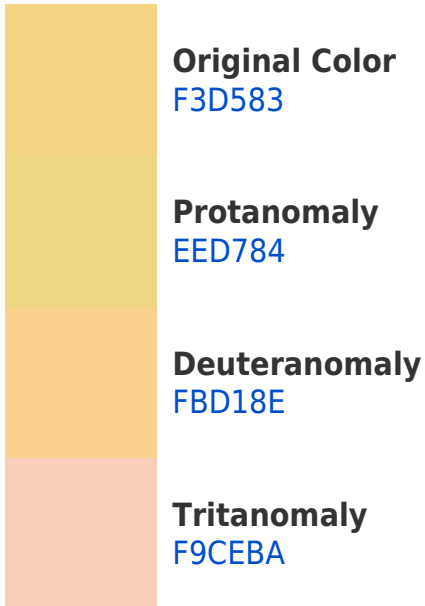 Original Color
F3D583
Protanomaly
EED784
Deuteranomaly
FBD18E
Tritanomaly
F9CEBA